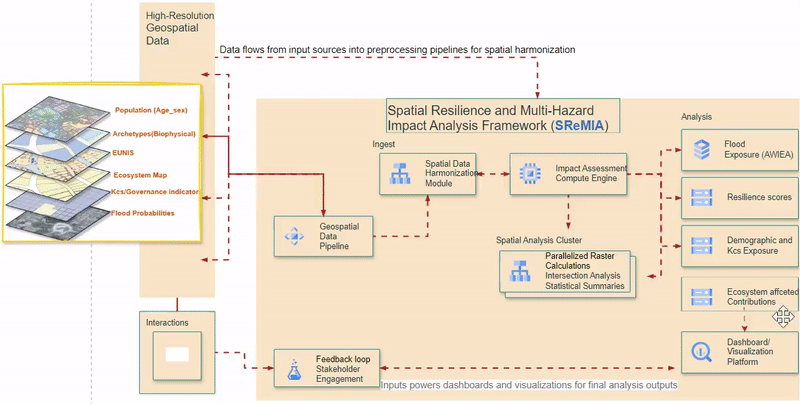 High-Resolution
Geospatial
Data
Data flows from input sources into preprocessing pipelines for spatial harmonization
Population (Age_sex)
Archetypes(Biophysical)
EUNIS
Ecosystem Map
Kcs/Governance indicator
Flood Probabilities
Spatial Resilience and Multi-Hazard
Impact Analysis Framework (SReMIA)
Ingest
Spatial Data
Harmonization
Module
Impact Assessment
Compute Engine
Geospatial
Data
Pipeline
Spatial Analysis Cluster
Parallelized Raster
Calculations
Intersection Analysis
Statistical Summaries
Analysis
Flood
Exposure (AWIEA)
Resilience scores
Demographic and
Kcs Exposure
Ecosystem affceted
Contributions
Dashboard/
Visualization
Platform
Interactions
Feedback loop
Stakeholder
Engagement
Inputs powers dashboards and visualizations for final analysis outputs